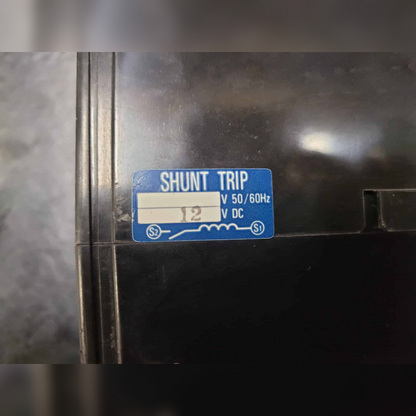 SHUNT TRIP
V 50/60Hz
12 V DC
S2 S1